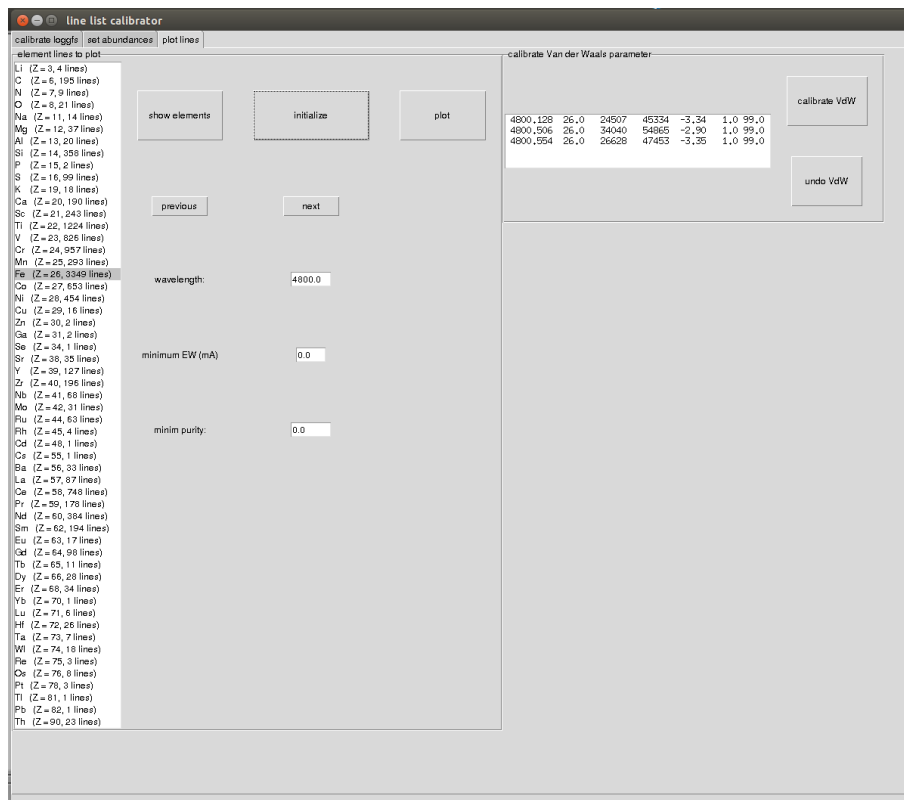 line list calibrator
calibrate loggfs set abundances plot lines
element lines to plot
Li (Z = 3, 4 lines)
C (Z = 6, 195 lines)
N (Z = 7, 9 lines)
O (Z = 8, 21 lines)
Na (Z = 11, 14 lines)
Mg (Z = 12, 37 lines)
Al (Z = 13, 20 lines)
Si (Z = 14, 358 lines)
P (Z = 15, 2 lines)
S (Z = 16, 99 lines)
K (Z = 19, 18 lines)
Ca (Z = 20, 190 lines)
Sc (Z = 21, 243 lines)
Ti (Z = 22, 1224 lines)
V (Z = 23, 826 lines)
Cr (Z = 24, 957 lines)
Mn (Z = 25, 293 lines)
Fe (Z = 26, 3349 lines)
Co (Z = 27, 653 lines)
Ni (Z = 28, 454 lines)
Cu (Z = 29, 16 lines)
Zn (Z = 30, 2 lines)
Ga (Z = 31, 2 lines)
Se (Z = 34, 1 lines)
Sr (Z = 38, 35 lines)
Y (Z = 39, 127 lines)
Zr (Z = 40, 196 lines)
Nb (Z = 41, 68 lines)
Mo (Z = 42, 31 lines)
Ru (Z = 44, 63 lines)
Rh (Z = 45, 4 lines)
Cd (Z = 48, 1 lines)
Cs (Z = 55, 1 lines)
Ba (Z = 56, 33 lines)
La (Z = 57, 87 lines)
Ce (Z = 58, 748 lines)
Pr (Z = 59, 178 lines)
Nd (Z = 60, 384 lines)
Sm (Z = 62, 194 lines)
Eu (Z = 63, 17 lines)
Gd (Z = 64, 98 lines)
Tb (Z = 65, 11 lines)
Dy (Z = 66, 28 lines)
Er (Z = 68, 34 lines)
Yb (Z = 70, 1 lines)
Lu (Z = 71, 6 lines)
Hf (Z = 72, 26 lines)
Ta (Z = 73, 7 lines)
WI (Z = 74, 18 lines)
Re (Z = 75, 3 lines)
Os (Z = 76, 8 lines)
Pt (Z = 78, 3 lines)
Tl (Z = 81, 1 lines)
Pb (Z = 82, 1 lines)
Th (Z = 90, 23 lines)
show elements initialize plot
previous next
wavelength: 4800.0
minimum EW (mA) 0.0
minim purity: 0.0
calibrate Van der Waals parameter
4800.128 26.0 24507 45334 -3.34 1.0 99.0
4800.506 26.0 34040 54865 -2.90 1.0 99.0
4800.554 26.0 26628 47453 -3.35 1.0 99.0
calibrate VdW
undo VdW